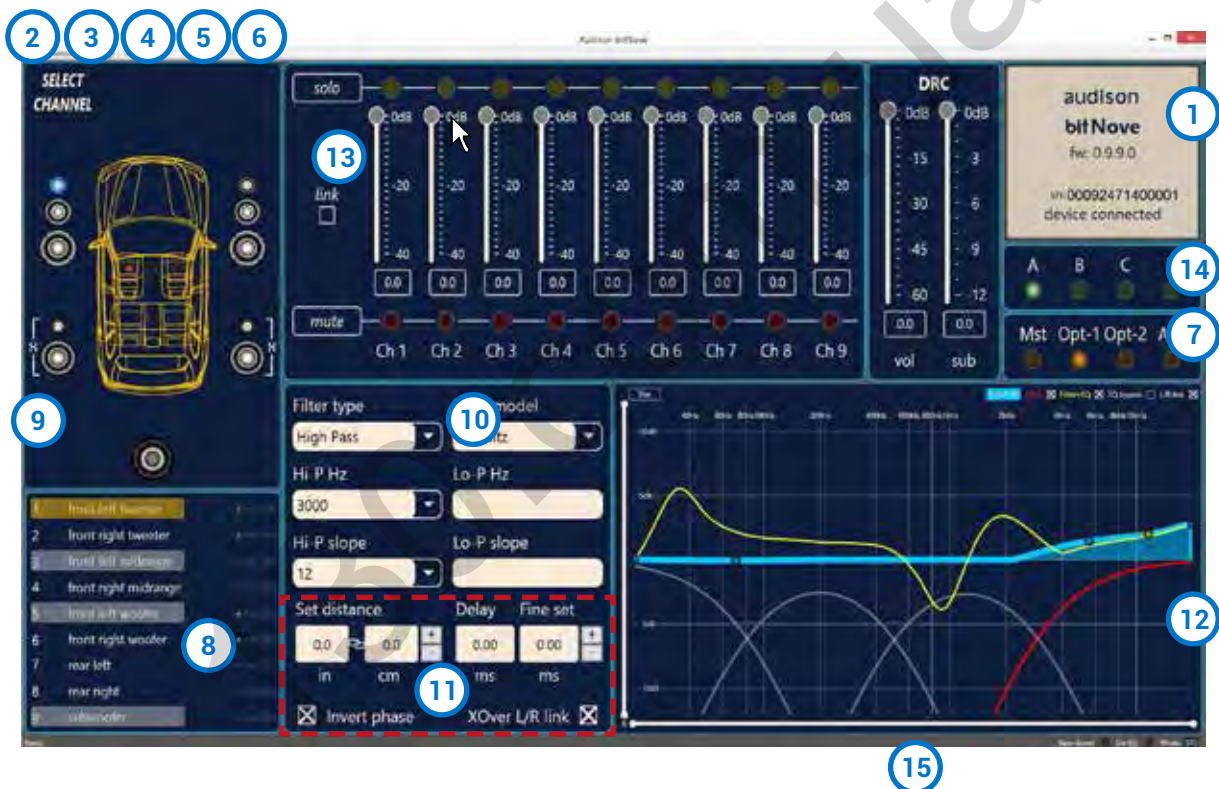 2 3 4 5 6
Audison bitNove
SELECT
CHANNEL
solo
0dB 0dB 0dB 0dB 0dB 0dB 0dB 0dB 0dB
13
link
-20 -20 -20 -20 -20 -20 -20 -20 -20
-40 -40 -40 -40 -40 -40 -40 -40 -40
0.0 0.0 0.0 0.0 0.0 0.0 0.0 0.0 0.0
mute
Ch 1 Ch 2 Ch 3 Ch 4 Ch 5 Ch 6 Ch 7 Ch 8 Ch 9
DRC
0dB 0dB
-15 - 3
30 - 6
45 9
- 60 - 12
0.0 0.0
vol sub
audison
bitNove
fw: 0.9.9.0
sn:00092471400001
device connected
1
A B C
14
Mst Opt-1 Opt-2 A
7
9
1 front left tweeter
2 front right tweeter
3 front left midrange
4 front right midrange
5 front left woofer
6 front right woofer
7 rear left
8 rear right
9 subwoofer
8
Filter type model
10
High Pass tz
Hi-P Hz Lo-P Hz
3000
Hi-P slope Lo-P slope
12
Set distance Delay Fine set
0.0 0.0 + - 0.00 0.00 + -
in cm ms ms
11
Invert phase XOver L/R link
12
15